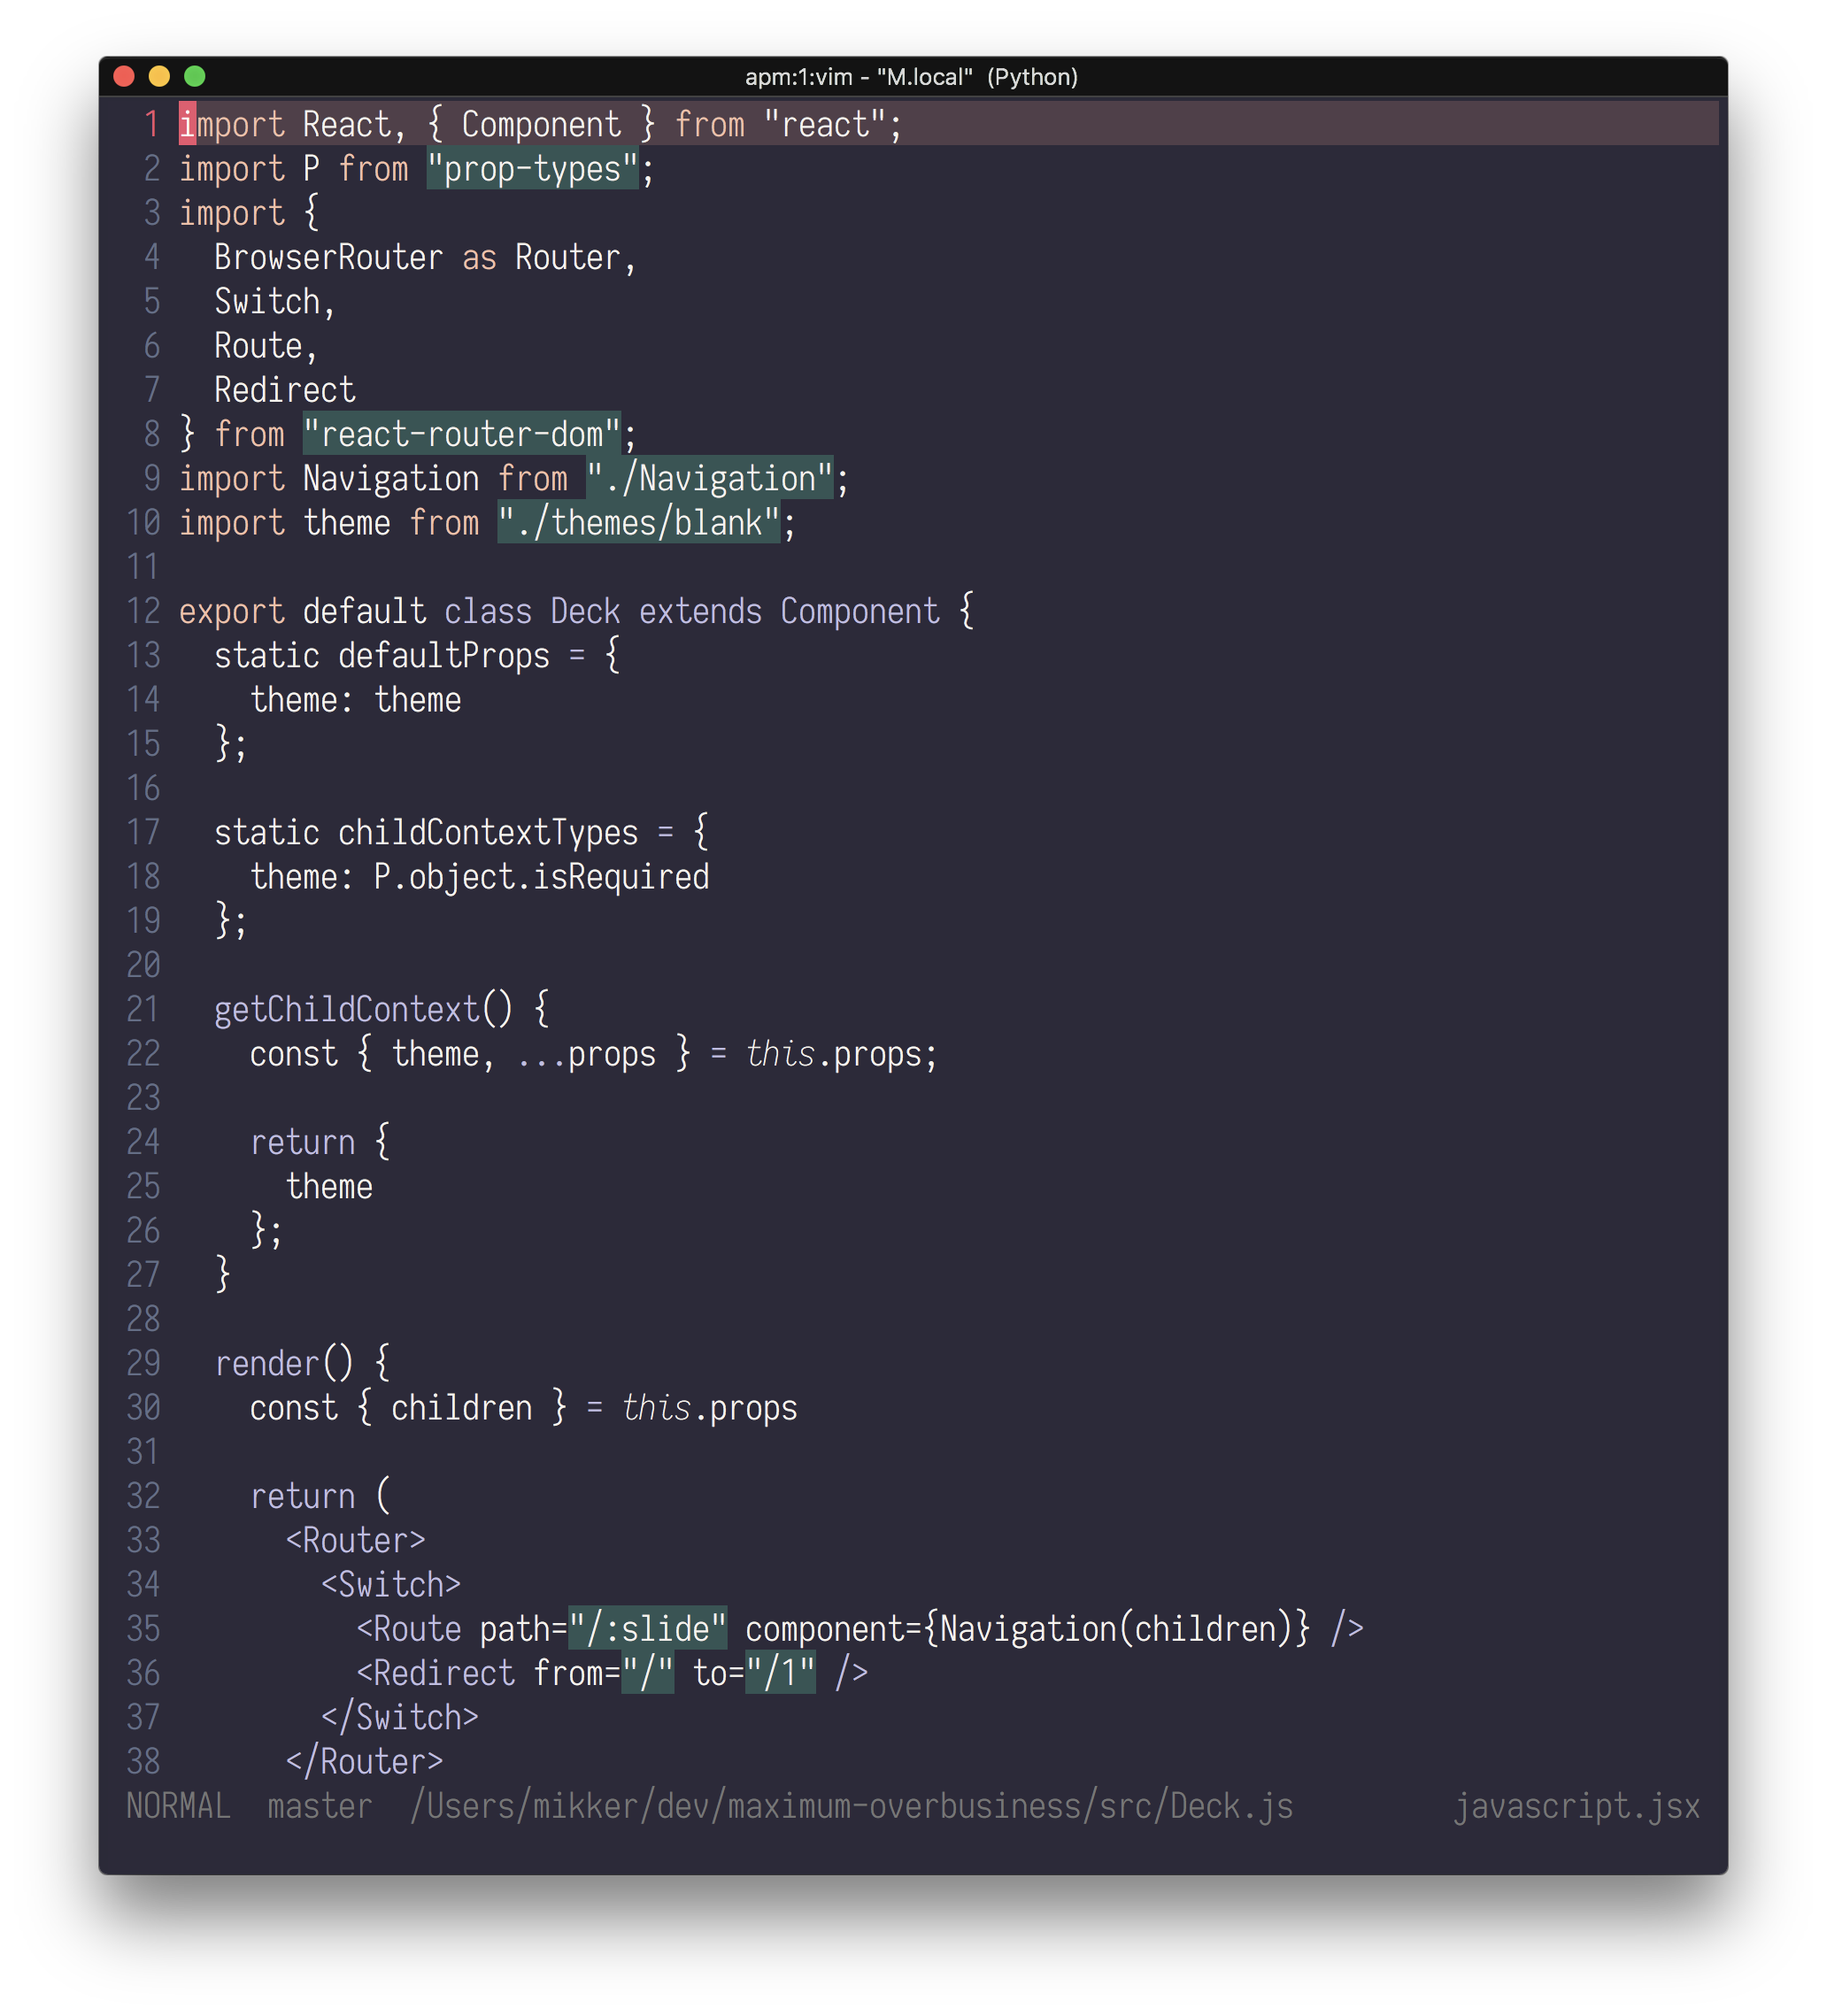 apm:1:vim - "M.local" (Python)
1 import React, { Component } from "react";
2 import P from "prop-types";
3 import {
4   BrowserRouter as Router,
5   Switch,
6   Route,
7   Redirect
8 } from "react-router-dom";
9 import Navigation from "./Navigation";
10 import theme from "./themes/blank";
11
12 export default class Deck extends Component {
13   static defaultProps = {
14     theme: theme
15   };
16
17   static childContextTypes = {
18     theme: P.object.isRequired
19   };
20
21   getChildContext() {
22     const { theme, ...props } = this.props;
23
24     return {
25       theme
26     };
27   }
28
29   render() {
30     const { children } = this.props
31
32     return (
33       <Router>
34         <Switch>
35           <Route path="/:slide" component={Navigation(children)} />
36           <Redirect from="/" to="/1" />
37         </Switch>
38       </Router>
NORMAL  master  /Users/mikker/dev/maximum-overbusiness/src/Deck.js  javascript.jsx